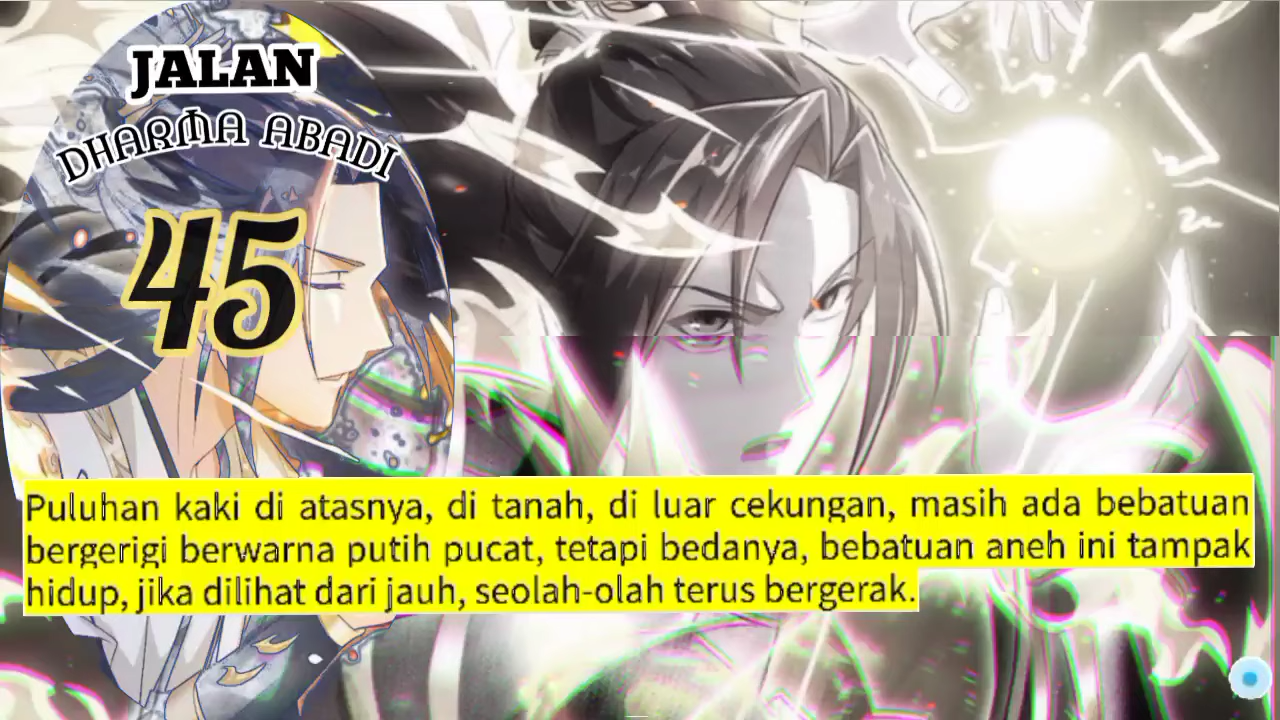 JALAN
DHARMA ABADI
45
Puluhan kaki di atasnya, di tanah, di luar cekungan, masih ada bebatuan
bergerigi berwarna putih pucat, tetapi bedanya, bebatuan aneh ini tampak
hidup, jika dilihat dari jauh, seolah-olah terus bergerak.